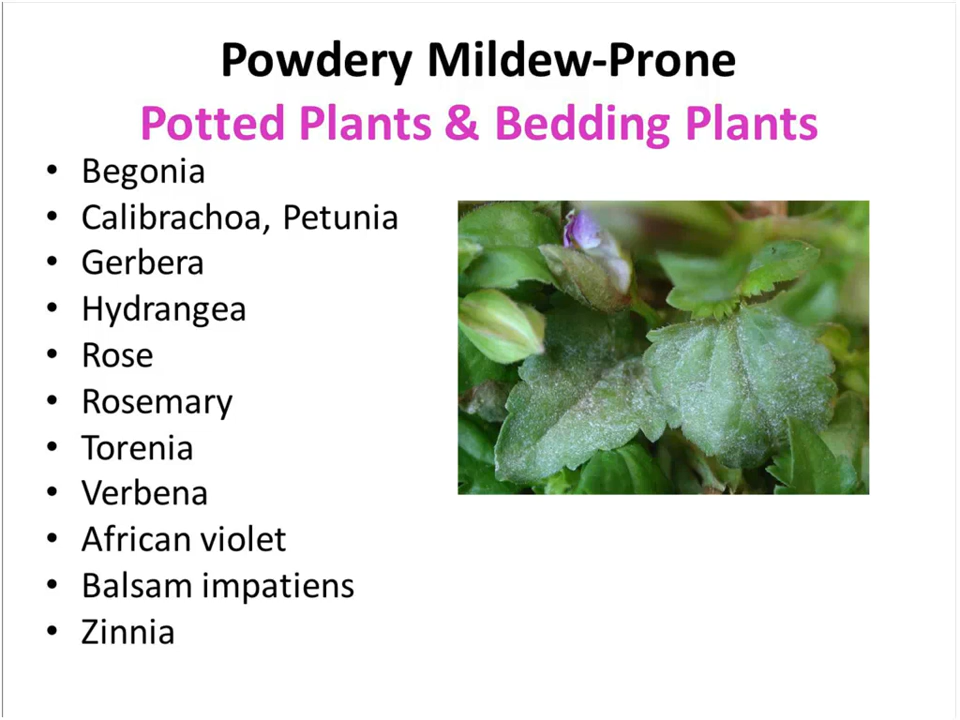 Powdery Mildew-Prone
Potted Plants & Bedding Plants
• Begonia
• Calibrachoa, Petunia
• Gerbera
• Hydrangea
• Rose
• Rosemary
• Torenia
• Verbena
• African violet
• Balsam impatiens
• Zinnia